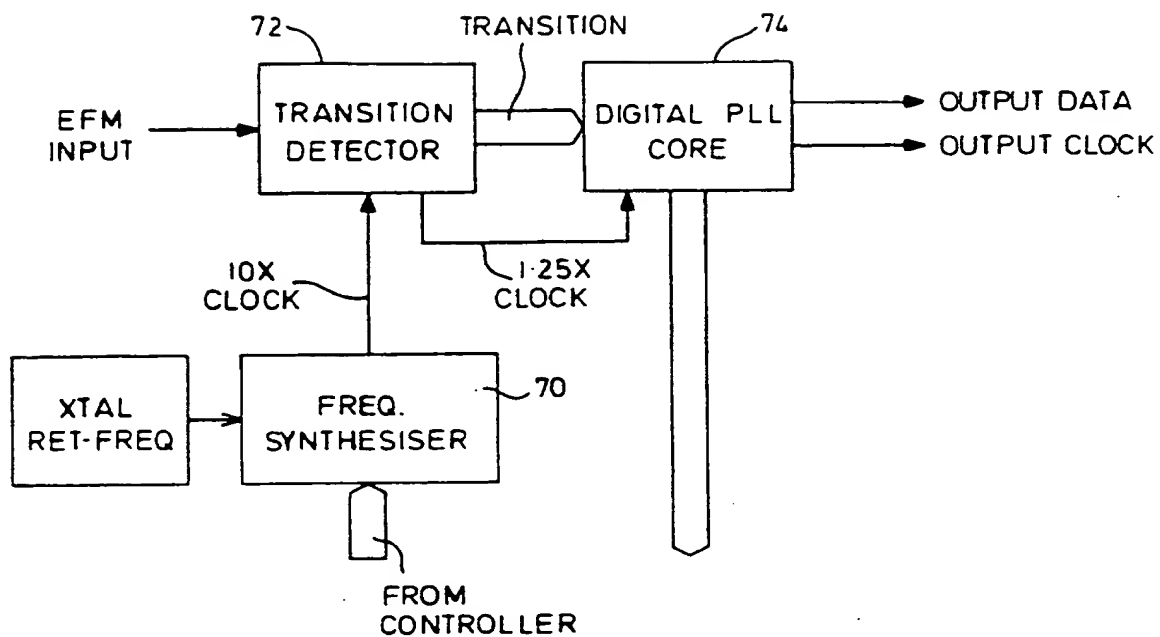 72
TRANSITION
74
EFM
INPUT
TRANSITION
DETECTOR
DIGITAL PLL
CORE
OUTPUT DATA
OUTPUT CLOCK
10X
CLOCK
1·25X
CLOCK
XTAL
RET-FREQ
FREQ.
SYNTHESISER
70
FROM
CONTROLLER